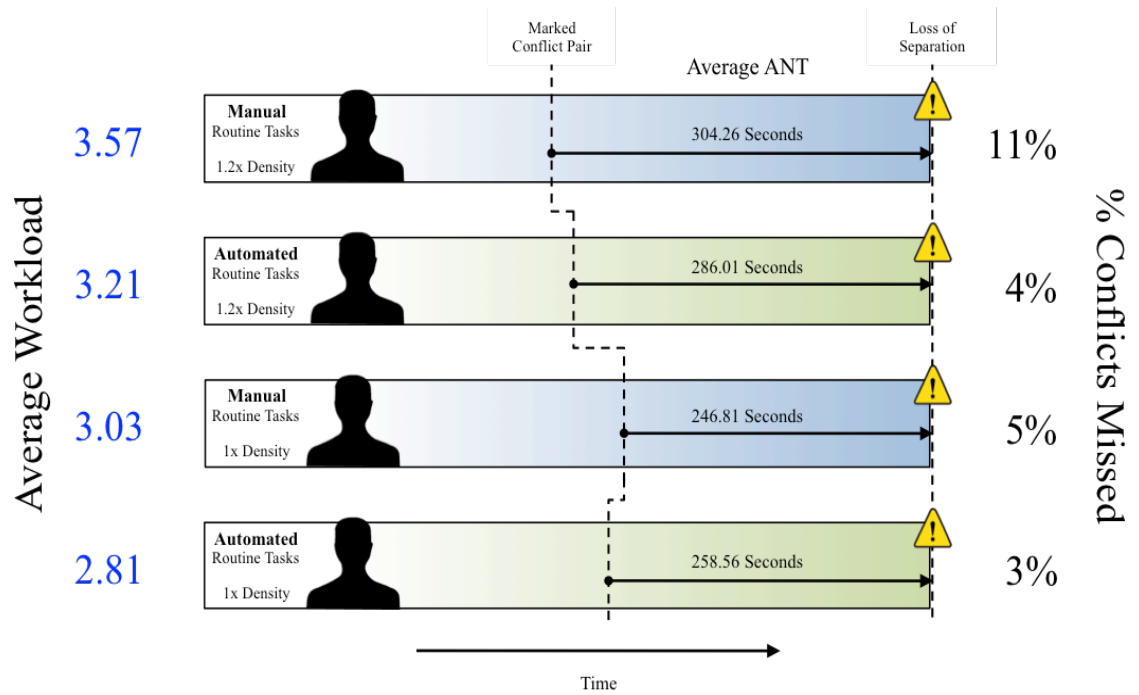 Marked
Conflict Pair
Loss of
Separation
Average ANT
Average Workload
% Conflicts Missed
3.57
Manual
Routine Tasks
1.2x Density
304.26 Seconds
!
11%
3.21
Automated
Routine Tasks
1.2x Density
286.01 Seconds
!
4%
3.03
Manual
Routine Tasks
1x Density
246.81 Seconds
!
5%
2.81
Automated
Routine Tasks
1x Density
258.56 Seconds
!
3%
Time